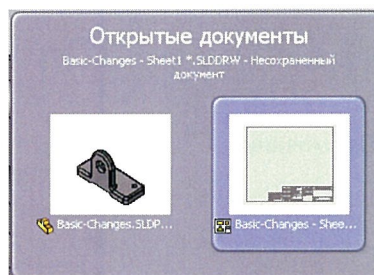 Открытые документы
Basic-Changes - Sheet1 *.SLDDRW - Несохраненный
документ
Basic-Changes.SLDP...
Basic-Changes - Shee...